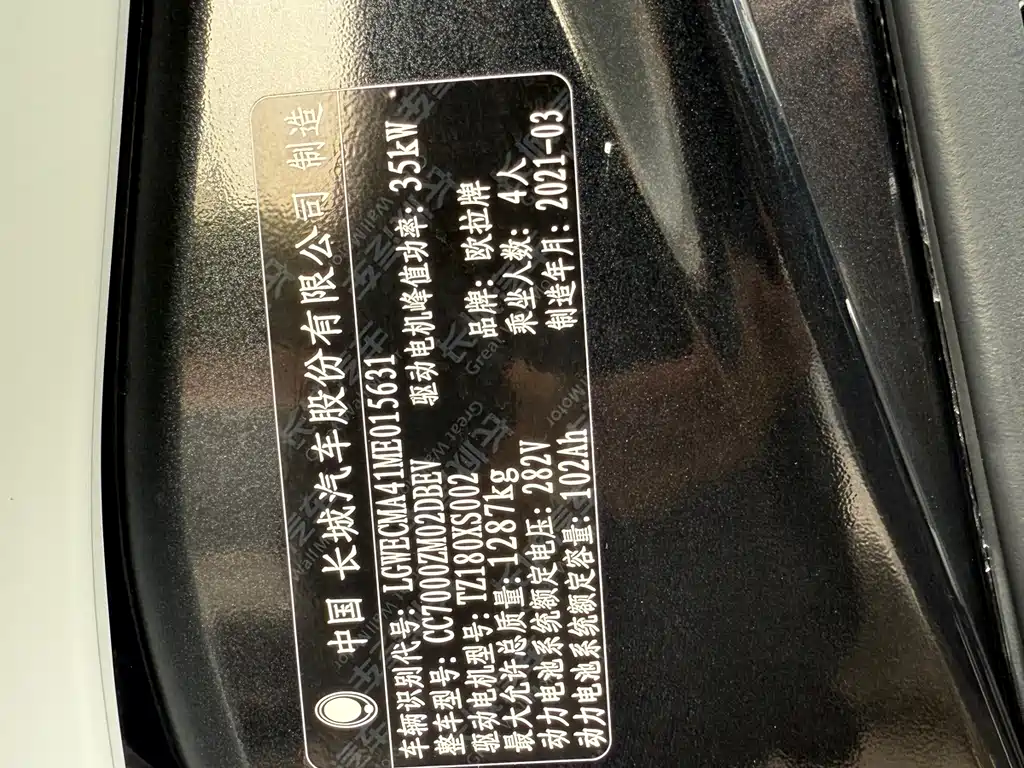 中国 长城汽车股份有限公司 制造
车辆识别代号: LGWECMA41ME015631
整车型号: CC7000ZM02DBEV
驱动电机型号: TZ180XS002 驱动电机峰值功率: 35kW
最大允许总质量: 1287kg 品牌: 欧拉牌
动力电池系统额定电压: 282V 乘坐人数: 4人
动力电池系统额定容量: 102Ah 制造年月: 2021-03